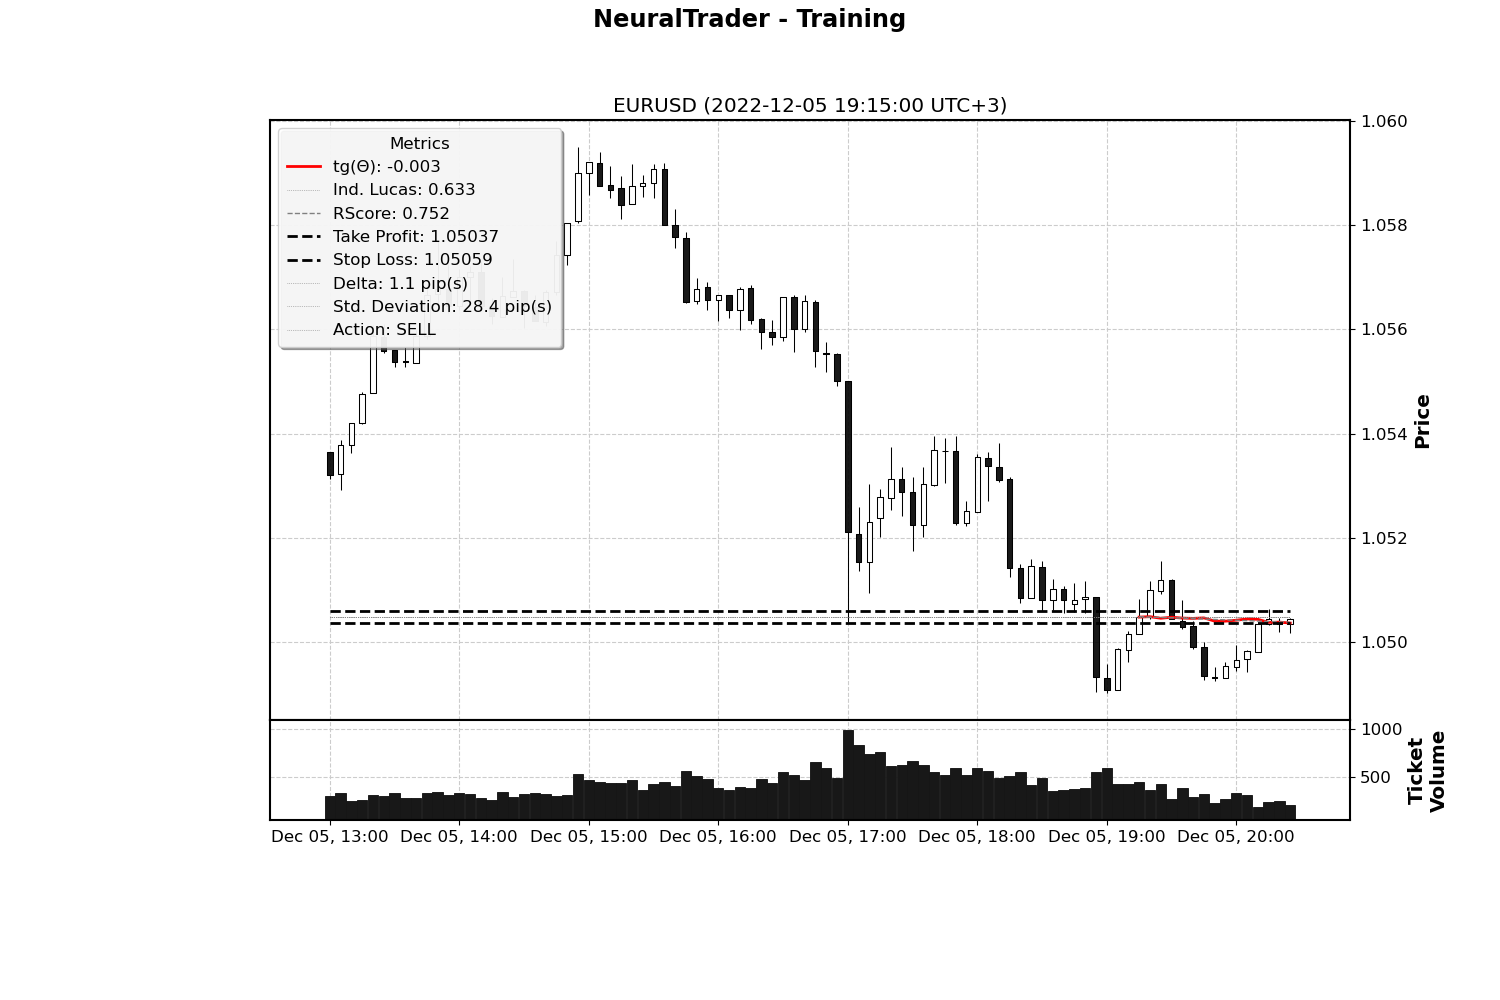 NeuralTrader - Training
EURUSD (2022-12-05 19:15:00 UTC+3)
Metrics
tg(Θ): -0.003
Ind. Lucas: 0.633
RScore: 0.752
Take Profit: 1.05037
Stop Loss: 1.05059
Delta: 1.1 pip(s)
Std. Deviation: 28.4 pip(s)
Action: SELL
1.060
1.058
1.056
1.054
1.052
1.050
Price
1000
500
Ticket
Volume
Dec 05, 13:00 Dec 05, 14:00 Dec 05, 15:00 Dec 05, 16:00 Dec 05, 17:00 Dec 05, 18:00 Dec 05, 19:00 Dec 05, 20:00